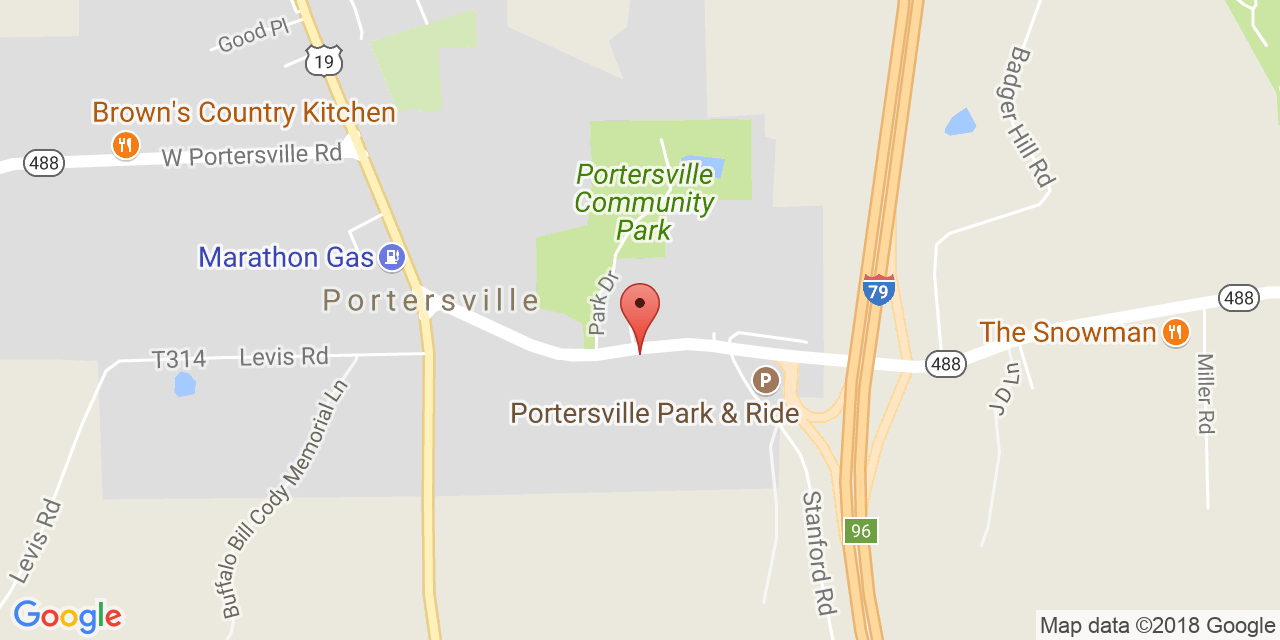 Good Pl
19
Brown's Country Kitchen
W Portersville Rd
488
Badger Hill Rd
Portersville
Community
Park
Marathon Gas
Park Dr
Portersville
79
488
The Snowman
488
T314
Levis Rd
Miller Rd
J D Ln
P
Portersville Park & Ride
Buffalo Bill Cody Memorial Ln
Levis Rd
Stanford Rd
96
Google
Map data ©2018 Google